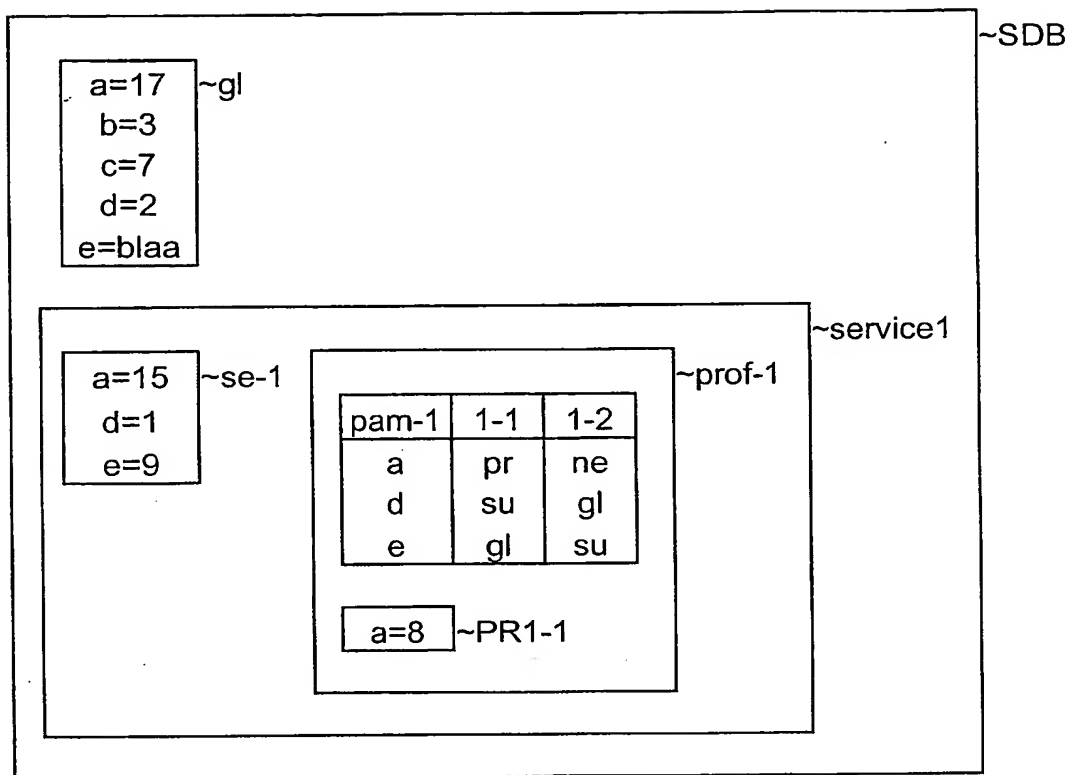 ~SDB
a=17 ~gl
b=3
c=7
d=2
e=blaa
~service1
a=15 ~se-1
d=1
e=9
~prof-1
pam-1 1-1 1-2
a pr ne
d su gl
e gl su
a=8 ~PR1-1